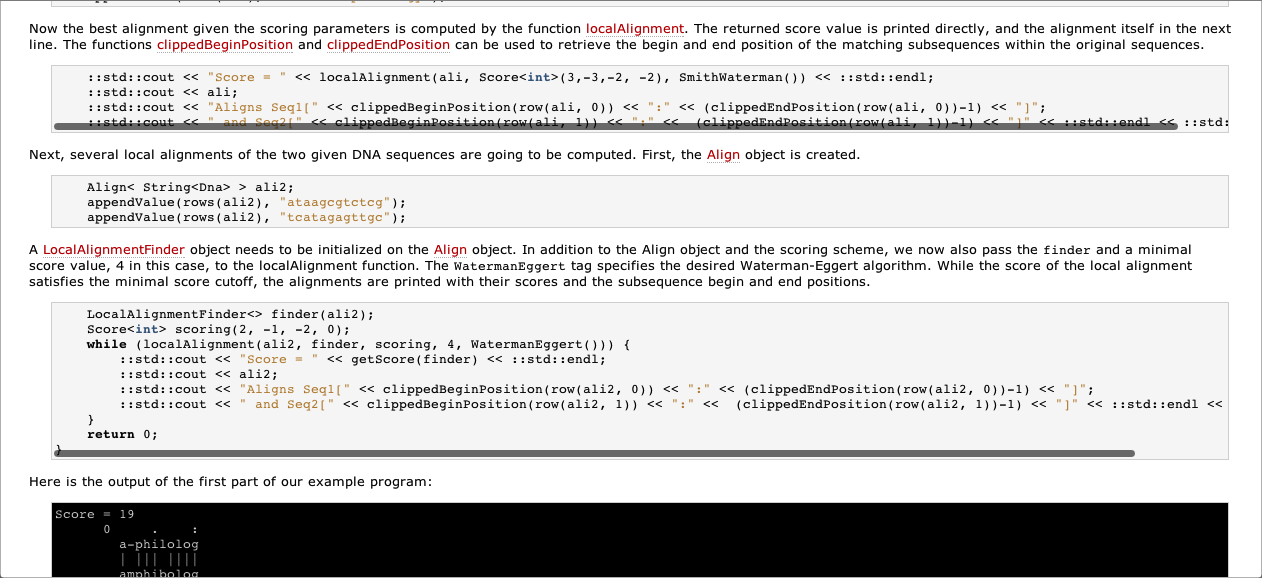 Now the best alignment given the scoring parameters is computed by the function localAlignment. The returned score value is printed directly, and the alignment itself in the next
line. The functions clippedBeginPosition and clippedEndPosition can be used to retrieve the begin and end position of the matching subsequences within the original sequences.
::std::cout << "Score = " << localAlignment(ali, Score<int>(3,-3,-2, -2), SmithWaterman()) << ::std::endl;
::std::cout << ali;
::std::cout << "Aligns Seq1[" << clippedBeginPosition(row(ali, 0)) << ":" << (clippedEndPosition(row(ali, 0))-1) << "]";
::std::cout << " and Seq2[" << clippedBeginPosition(row(ali, 1)) << ":" <<  (clippedEndPosition(row(ali, 1))-1) << "]" << ::std::endl << ::std:
Next, several local alignments of the two given DNA sequences are going to be computed. First, the Align object is created.
Align< String<Dna> > ali2;
appendValue(rows(ali2), "ataagcgtctcg");
appendValue(rows(ali2), "tcatagagttgc");
A LocalAlignmentFinder object needs to be initialized on the Align object. In addition to the Align object and the scoring scheme, we now also pass the finder and a minimal
score value, 4 in this case, to the localAlignment function. The WatermanEggert tag specifies the desired Waterman-Eggert algorithm. While the score of the local alignment
satisfies the minimal score cutoff, the alignments are printed with their scores and the subsequence begin and end positions.
LocalAlignmentFinder<> finder(ali2);
Score<int> scoring(2, -1, -2, 0);
while (localAlignment(ali2, finder, scoring, 4, WatermanEggert())) {
::std::cout << "Score = " << getScore(finder) << ::std::endl;
::std::cout << ali2;
::std::cout << "Aligns Seq1[" << clippedBeginPosition(row(ali2, 0)) << ":" << (clippedEndPosition(row(ali2, 0))-1) << "]";
::std::cout << " and Seq2[" << clippedBeginPosition(row(ali2, 1)) << ":" <<  (clippedEndPosition(row(ali2, 1))-1) << "]" << ::std::endl <<
}
return 0;
}
Here is the output of the first part of our example program:
Score = 19
0     .    :
a-philolog
| ||| ||||
amphibolog